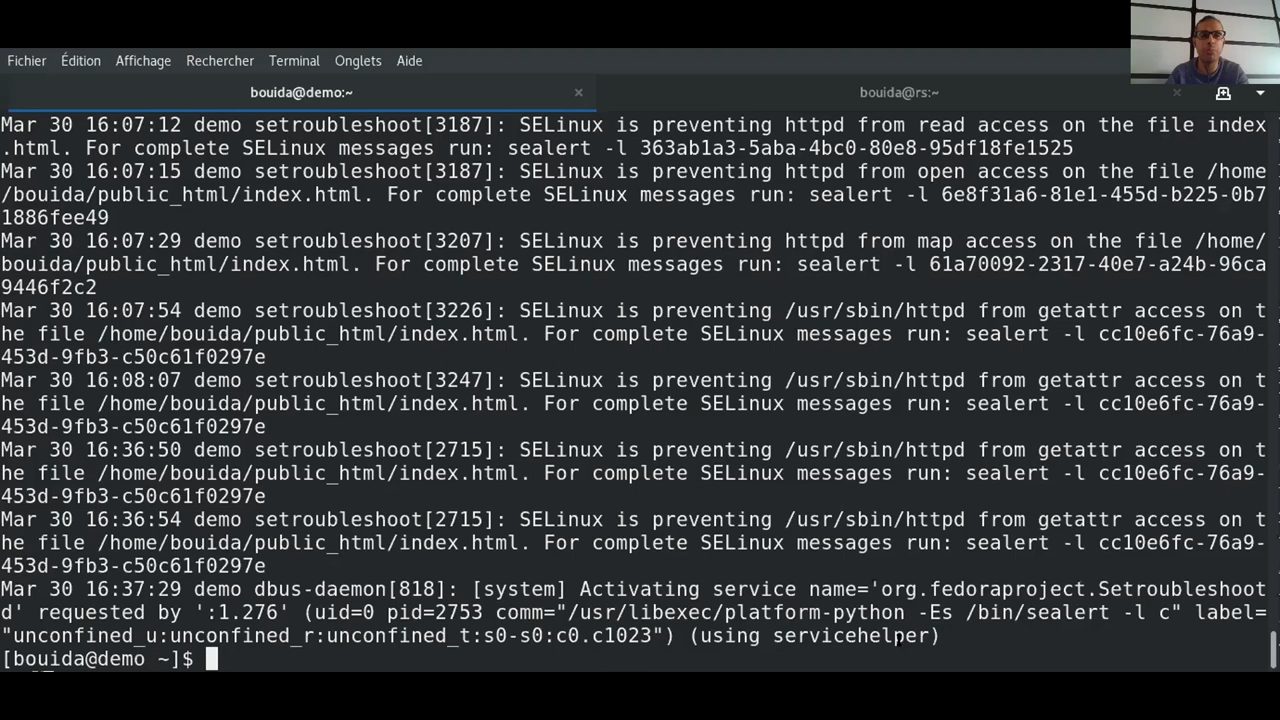 Fichier Édition Affichage Rechercher Terminal Onglets Aide
bouida@demo:~ × bouida@rs:~ ×
Mar 30 16:07:12 demo setroubleshoot[3187]: SELinux is preventing httpd from read access on the file index
.html. For complete SELinux messages run: sealert -l 363ab1a3-5aba-4bc0-80e8-95df18fe1525
Mar 30 16:07:15 demo setroubleshoot[3187]: SELinux is preventing httpd from open access on the file /home
/bouida/public_html/index.html. For complete SELinux messages run: sealert -l 6e8f31a6-81e1-455d-b225-0b7
1886fee49
Mar 30 16:07:29 demo setroubleshoot[3207]: SELinux is preventing httpd from map access on the file /home/
bouida/public_html/index.html. For complete SELinux messages run: sealert -l 61a70092-2317-40e7-a24b-96ca
9446f2c2
Mar 30 16:07:54 demo setroubleshoot[3226]: SELinux is preventing /usr/sbin/httpd from getattr access on t
he file /home/bouida/public_html/index.html. For complete SELinux messages run: sealert -l cc10e6fc-76a9-
453d-9fb3-c50c61f0297e
Mar 30 16:08:07 demo setroubleshoot[3247]: SELinux is preventing /usr/sbin/httpd from getattr access on t
he file /home/bouida/public_html/index.html. For complete SELinux messages run: sealert -l cc10e6fc-76a9-
453d-9fb3-c50c61f0297e
Mar 30 16:36:50 demo setroubleshoot[2715]: SELinux is preventing /usr/sbin/httpd from getattr access on t
he file /home/bouida/public_html/index.html. For complete SELinux messages run: sealert -l cc10e6fc-76a9-
453d-9fb3-c50c61f0297e
Mar 30 16:36:54 demo setroubleshoot[2715]: SELinux is preventing /usr/sbin/httpd from getattr access on t
he file /home/bouida/public_html/index.html. For complete SELinux messages run: sealert -l cc10e6fc-76a9-
453d-9fb3-c50c61f0297e
Mar 30 16:37:29 demo dbus-daemon[818]: [system] Activating service name='org.fedoraproject.Setroubleshoot
d' requested by ':1.276' (uid=0 pid=2753 comm="/usr/libexec/platform-python -Es /bin/sealert -l c" label=
"unconfined_u:unconfined_r:unconfined_t:s0-s0:c0.c1023") (using servicehelper)
[bouida@demo ~]$